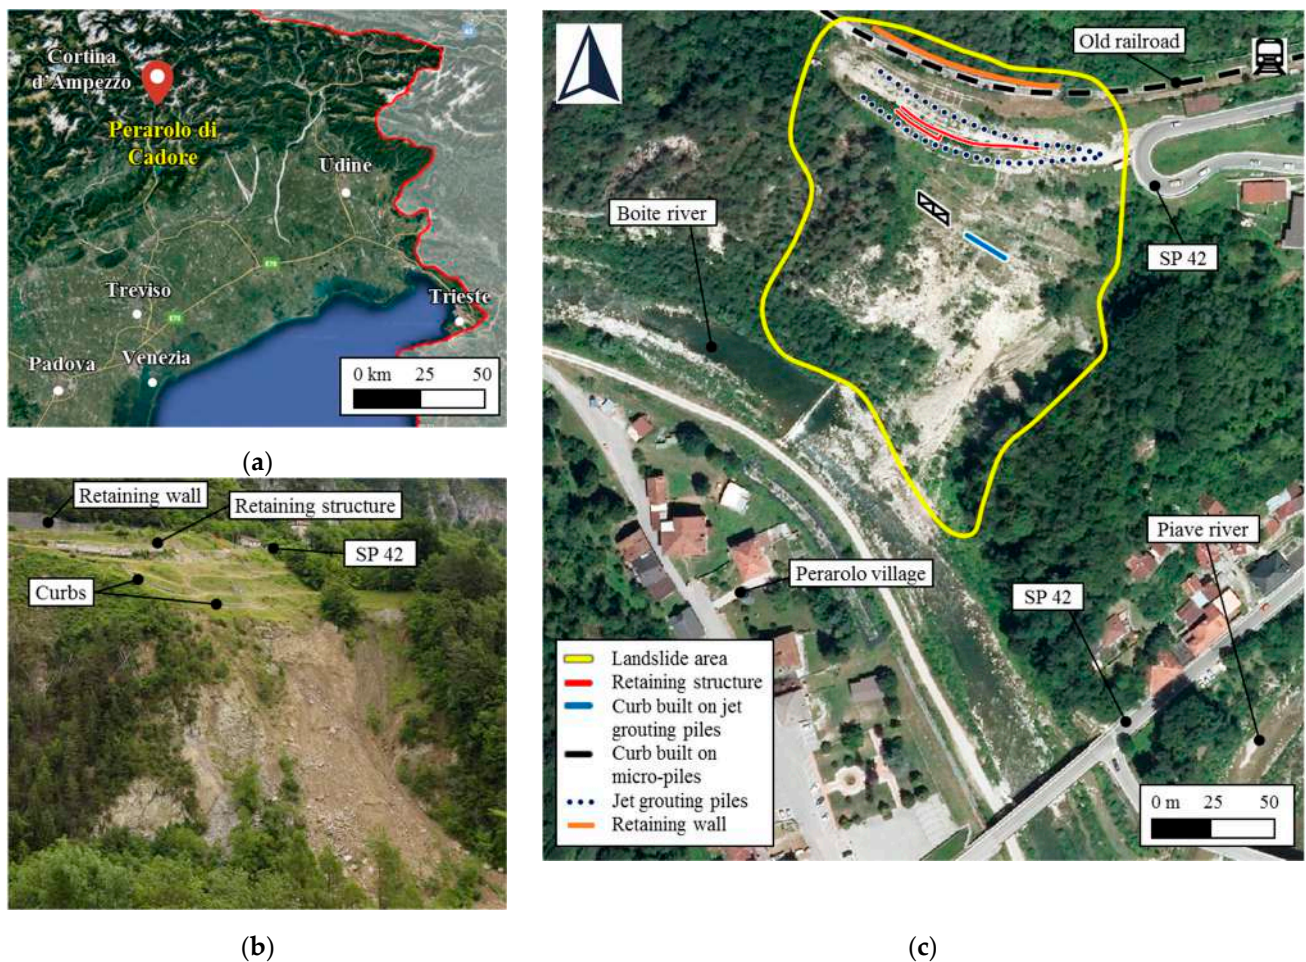 Cortina
d'Ampezzo
Perarolo di
Cadore
Udine
E70
Treviso
E70
Trieste
Padova
Venezia
0 km 25 50
(a)
Retaining wall
Retaining structure
SP 42
Curbs
(b)
Old railroad
Boite river
SP 42
Piave river
Perarolo village
SP 42
Landslide area
Retaining structure
Curb built on jet
grouting piles
Curb built on
micro-piles
Jet grouting piles
Retaining wall
0 m 25 50
(c)